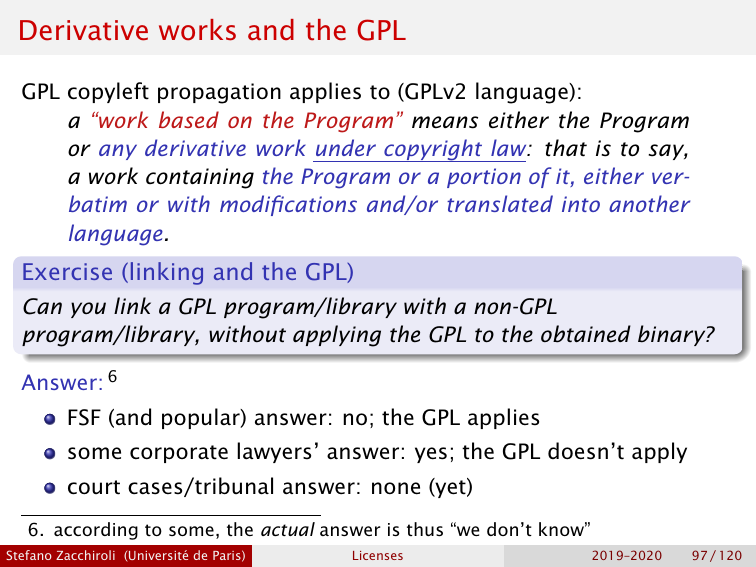 Derivative works and the GPL
GPL copyleft propagation applies to (GPLv2 language):
a “work based on the Program” means either the Program
or any derivative work under copyright law: that is to say,
a work containing the Program or a portion of it, either ver-
batim or with modifications and/or translated into another
language.
Exercise (linking and the GPL)
Can you link a GPL program/library with a non-GPL
program/library, without applying the GPL to the obtained binary?
Answer: 6
FSF (and popular) answer: no; the GPL applies
some corporate lawyers’ answer: yes; the GPL doesn’t apply
court cases/tribunal answer: none (yet)
6. according to some, the actual answer is thus “we don’t know”
Stefano Zacchiroli (Université de Paris) Licenses 2019–2020 97 / 120